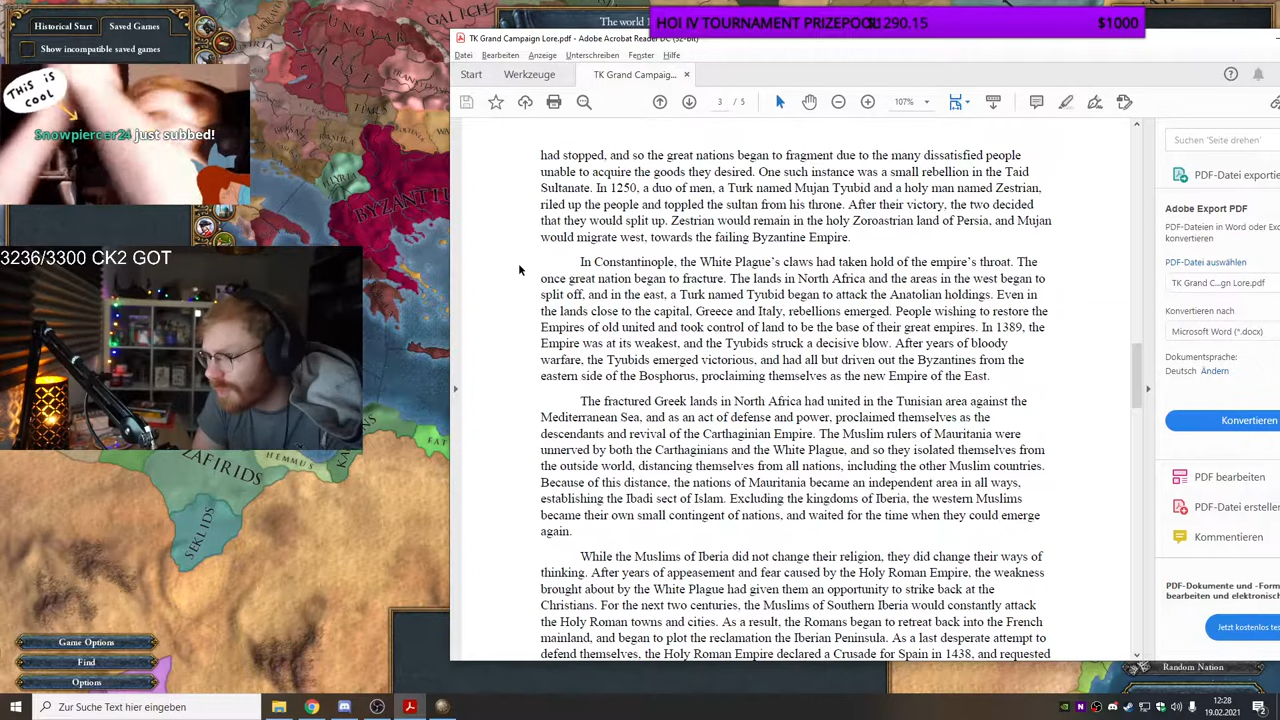 Historical Start
Saved Games
Show incompatible saved games
The world
HOI IV TOURNAMENT PRIZEPOOL
$1000
THIS IS COOL
Snowpiercer24 just subbed!
3236/3300 CK2 GOT
GALICH
UNGVAR
PEST
BYZANTIU
ZAFIRIDS
HEMMUS
SEKLIDS
Game Options
Find
Options
Random Nation
TK Grand Campaign Lore.pdf - Adobe Acrobat Reader DC (32-bit)
Datei Bearbeiten Anzeige Unterschreiben Fenster Hilfe
Start Werkzeuge TK Grand Campaig... ×
3 / 5 107%
had stopped, and so the great nations began to fragment due to the many dissatisfied people
unable to acquire the goods they desired. One such instance was a small rebellion in the Taid
Sultanate. In 1250, a duo of men, a Turk named Mujan Tyubid and a holy man named Zestrian,
riled up the people and toppled the sultan from his throne. After their victory, the two decided
that they would split up. Zestrian would remain in the holy Zoroastrian land of Persia, and Mujan
would migrate west, towards the failing Byzantine Empire.
In Constantinople, the White Plague's claws had taken hold of the empire's throat. The
once great nation began to fracture. The lands in North Africa and the areas in the west began to
split off, and in the east, a Turk named Tyubid began to attack the Anatolian holdings. Even in
the lands close to the capital, Greece and Italy, rebellions emerged. People wishing to restore the
Empires of old united and took control of land to be the base of their great empires. In 1389, the
Empire was at its weakest, and the Tyubids struck a decisive blow. After years of bloody
warfare, the Tyubids emerged victorious, and had all but driven out the Byzantines from the
eastern side of the Bosphorus, proclaiming themselves as the new Empire of the East.
The fractured Greek lands in North Africa had united in the Tunisian area against the
Mediterranean Sea, and as an act of defense and power, proclaimed themselves as the
descendants and revival of the Carthaginian Empire. The Muslim rulers of Mauritania were
unnerved by both the Carthaginians and the White Plague, and so they isolated themselves from
the outside world, distancing themselves from all nations, including the other Muslim countries.
Because of this distance, the nations of Mauritania became an independent area in all ways,
establishing the Ibadi sect of Islam. Excluding the kingdoms of Iberia, the western Muslims
became their own small contingent of nations, and waited for the time when they could emerge
again.
While the Muslims of Iberia did not change their religion, they did change their ways of
thinking. After years of appeasement and fear caused by the Holy Roman Empire, the weakness
brought about by the White Plague had given them an opportunity to strike back at the
Christians. For the next two centuries, the Muslims of Southern Iberia would constantly attack
the Holy Roman towns and cities. As a result, the Romans began to retreat back into the French
mainland, and began to plot the reclamation the Iberian Peninsula. As a last desperate attempt to
defend themselves, the Holy Roman Empire declared a Crusade for Spain in 1438, and requested
Suchen 'Seite drehen'
PDF-Datei exportie
Adobe Export PDF
PDF-Dateien in Word oder Exc
konvertieren
PDF-Datei auswählen
TK Grand C...gn Lore.pdf
Konvertieren nach
Microsoft Word (*.docx)
Dokumentsprache:
Deutsch Ändern
Konvertieren
PDF bearbeiten
PDF-Datei erstelle
Kommentieren
PDF-Dokumente und -Form
bearbeiten und elektronisch
Jetzt kostenlos tes
Zur Suche Text hier eingeben
12:28
19.02.2021